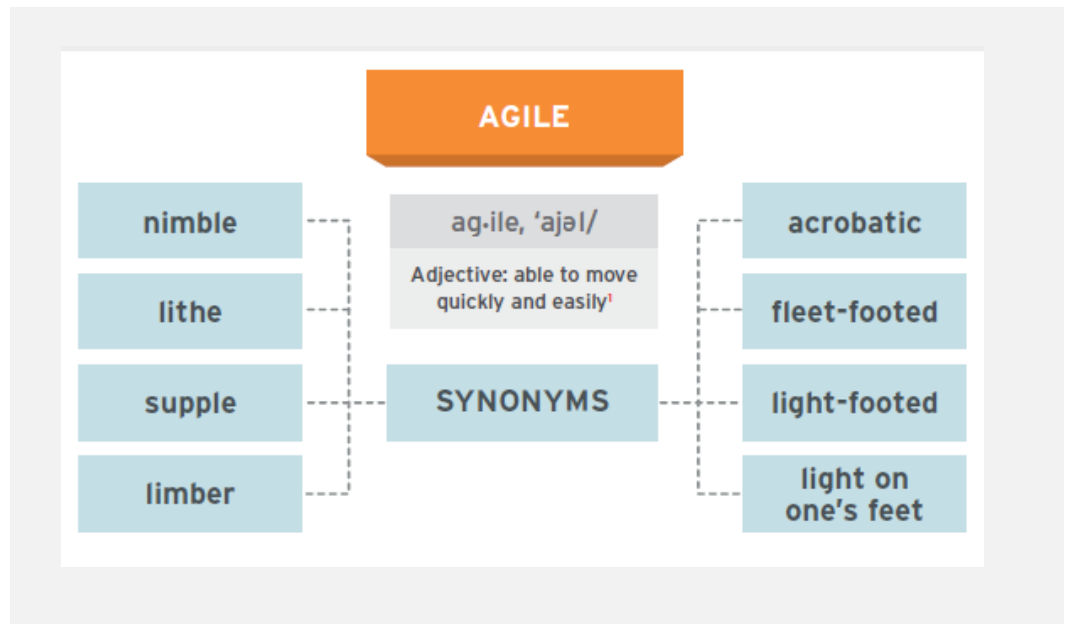 AGILE
ag·ile, ‘ajəl/
Adjective: able to move
quickly and easily¹
SYNONYMS
nimble
lithe
supple
limber
acrobatic
fleet-footed
light-footed
light on
one’s feet